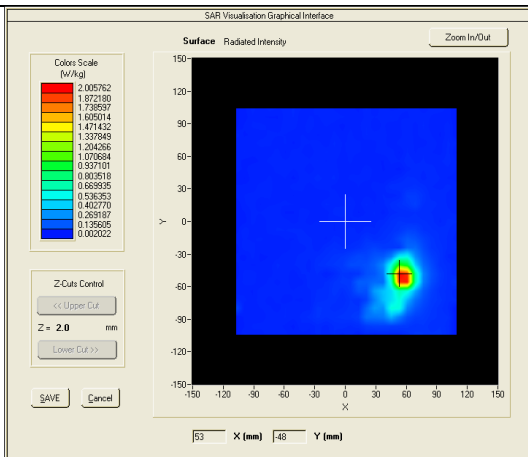 SAR Visualisation Graphical Interface
Surface Radiated Intensity
Zoom In/Out
Colors Scale
(W/kg)
2.005762
1.872180
1.738597
1.605014
1.471432
1.337849
1.204266
1.070684
0.937101
0.803518
0.669935
0.536353
0.402770
0.269187
0.135605
0.002022
Z-Cuts Control
<< Upper Cut
Z = 2.0 mm
Lower Cut >>
SAVE Cancel
150
120
90
60
30
Y 0
-30
-60
-90
-120
-150
-150 -120 -90 -60 -30 0 30 60 90 120 150
X
53 X (mm) -48 Y (mm)